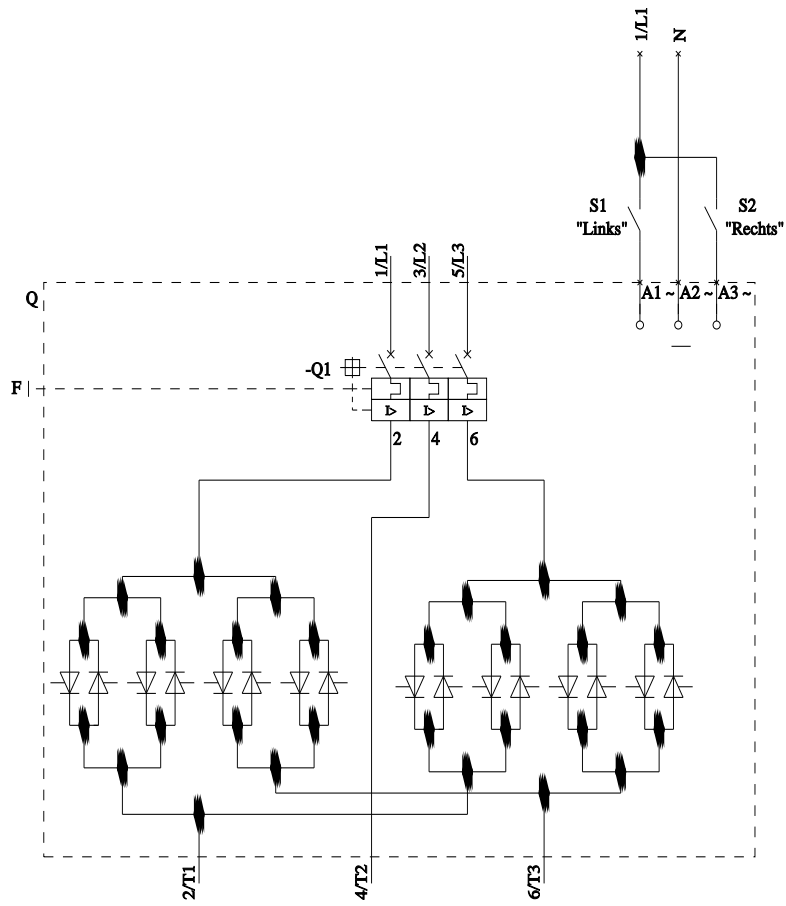 1/L1
N
S1
"Links"
S2
"Rechts"
1/L1
3/L2
5/L3
Q
A1 ~
A2 ~
A3 ~
-Q1
F
I>
I>
I>
2
4
6
2/T1
4/T2
6/T3